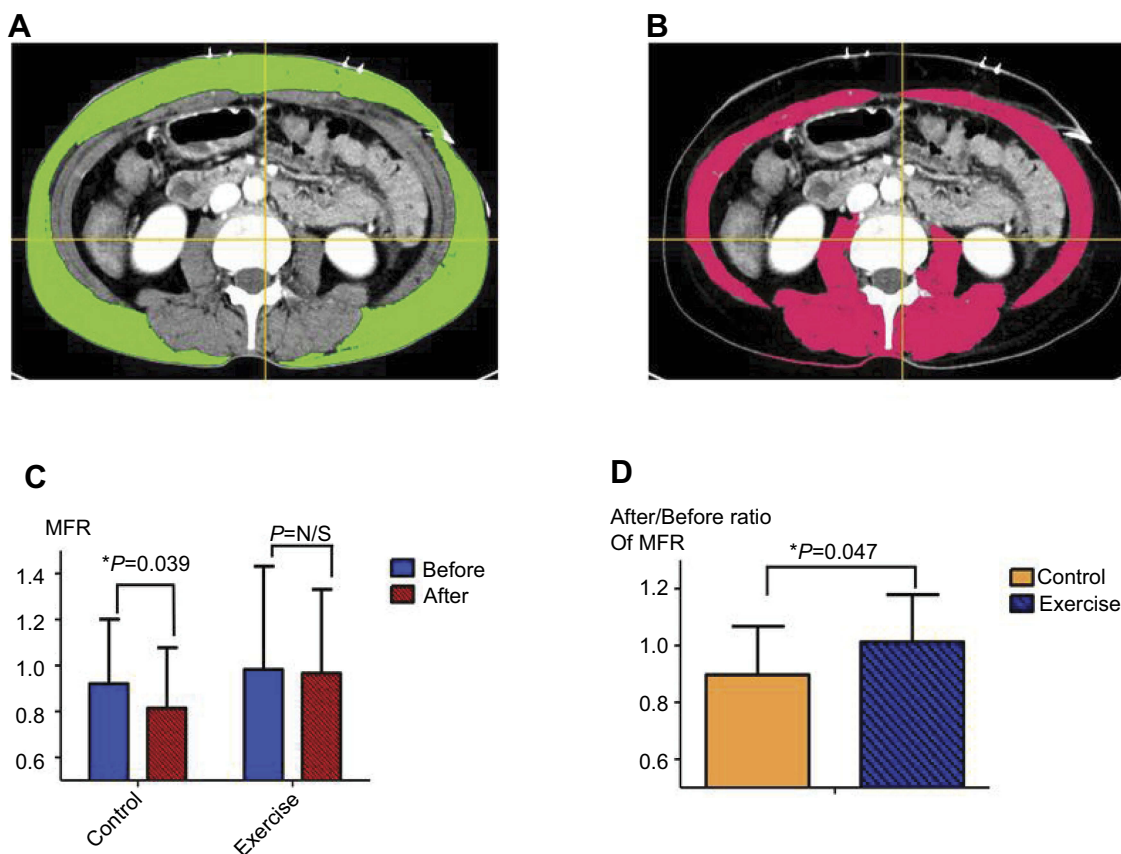 A
B
C
MFR
*P=0.039
P=N/S
Before
After
1.4
1.2
1.0
0.8
0.6
Control
Exercise
D
After/Before ratio
Of MFR
*P=0.047
Control
Exercise
1.2
1.0
0.8
0.6